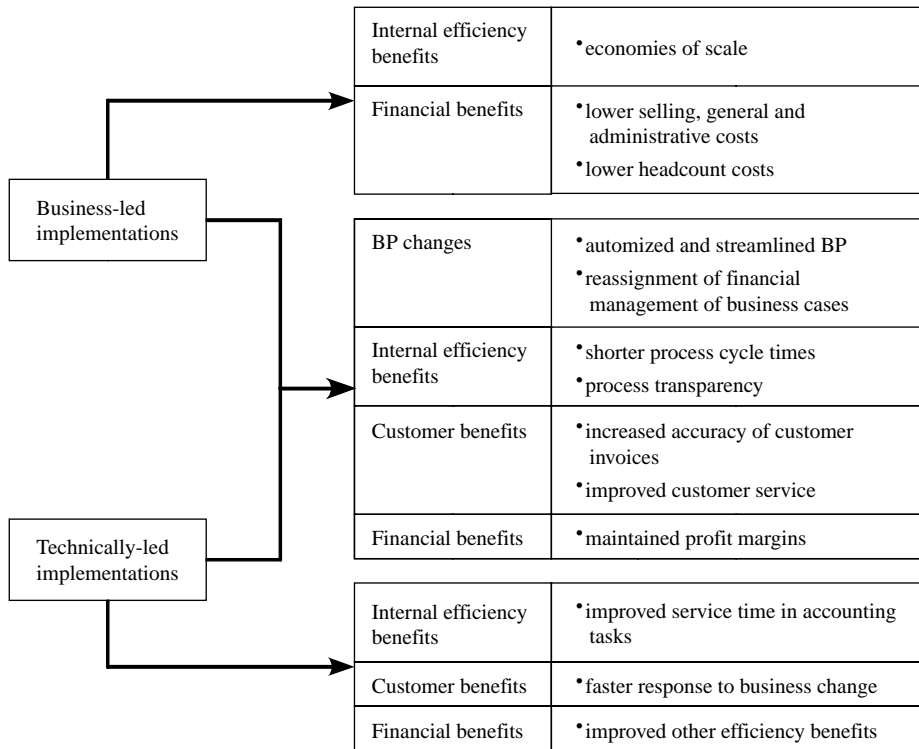 Internal efficiency
benefits
•economies of scale
Financial benefits
•lower selling, general and
administrative costs
•lower headcount costs
Business-led
implementations
BP changes
•automized and streamlined BP
•reassignment of financial
management of business cases
Internal efficiency
benefits
•shorter process cycle times
•process transparency
Customer benefits
•increased accuracy of customer
invoices
•improved customer service
Financial benefits
•maintained profit margins
Technically-led
implementations
Internal efficiency
benefits
•improved service time in accounting
tasks
Customer benefits
•faster response to business change
Financial benefits
•improved other efficiency benefits